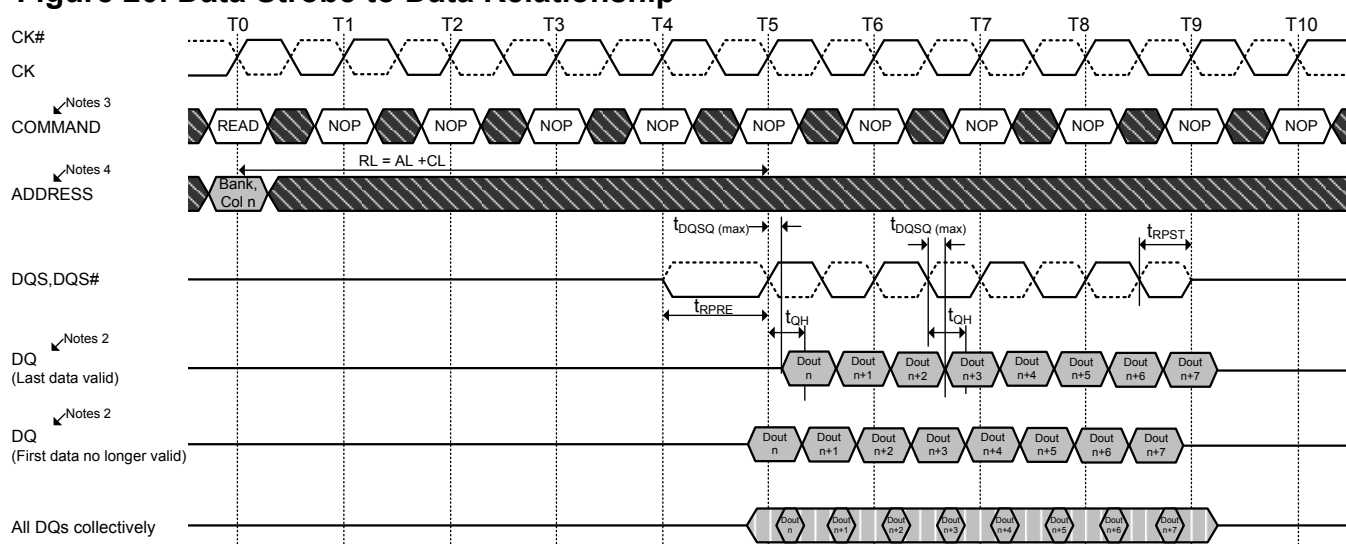 Figure 20. Data Strobe to Data Relationship
T0 T1 T2 T3 T4 T5 T6 T7 T8 T9 T10
CK#
CK
Notes 3
COMMAND
READ NOP NOP NOP NOP NOP NOP NOP NOP NOP NOP
RL = AL +CL
Notes 4
ADDRESS
Bank,
Col n
tDQSQ (max) tDQSQ (max) tRPST
DQS,DQS#
tRPRE tQH tQH
Notes 2
DQ
(Last data valid)
Dout n Dout n+1 Dout n+2 Dout n+3 Dout n+4 Dout n+5 Dout n+6 Dout n+7
Notes 2
DQ
(First data no longer valid)
Dout n Dout n+1 Dout n+2 Dout n+3 Dout n+4 Dout n+5 Dout n+6 Dout n+7
All DQs collectively
Dout n Dout n+1 Dout n+2 Dout n+3 Dout n+4 Dout n+5 Dout n+6 Dout n+7